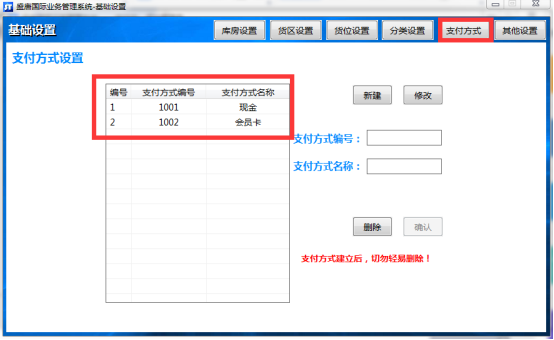 盛唐国际业务管理系统-基础设置
基础设置
库房设置 货区设置 货位设置 分类设置 支付方式 其他设置
支付方式设置
编号 支付方式编号 支付方式名称
1 1001 现金
2 1002 会员卡
新建 修改
支付方式编号：
支付方式名称：
删除 确认
支付方式建立后，切勿轻易删除！